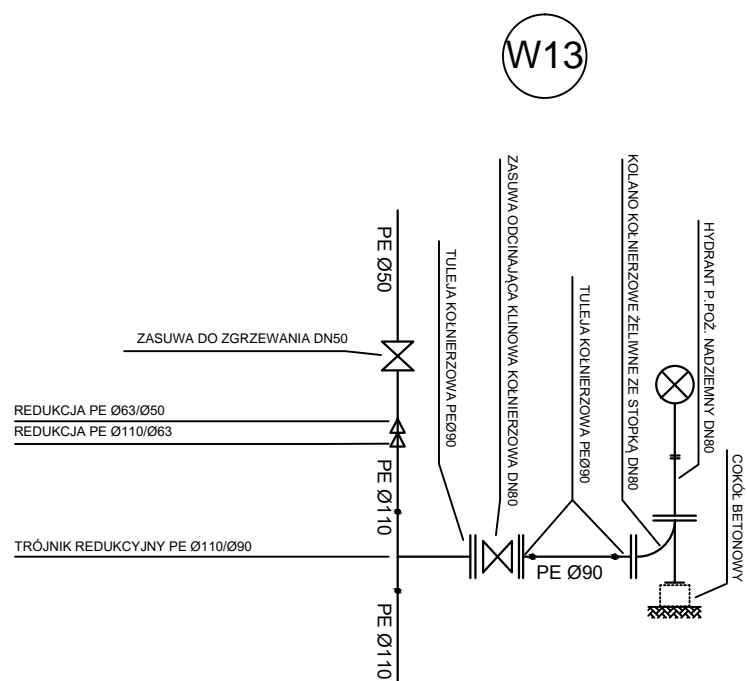 W13
PE Ø50
TULEJA KOŁNIERZOWA PEØ90
ZASUWA ODCINAJĄCA KLINOWA KOŁNIERZOWA DN80
TULEJA KOŁNIERZOWA PEØ90
KOLANO KOŁNIERZOWE ŻELIWNE ZE STOPKĄ DN80
HYDRANT P.POŻ. NADZIEMNY DN80
COKÓŁ BETONOWY
ZASUWA DO ZGRZEWANIA DN50
REDUKCJA PE Ø63/Ø50
REDUKCJA PE Ø110/Ø63
PE Ø110
TRÓJNIK REDUKCYJNY PE Ø110/Ø90
PE Ø90
PE Ø110